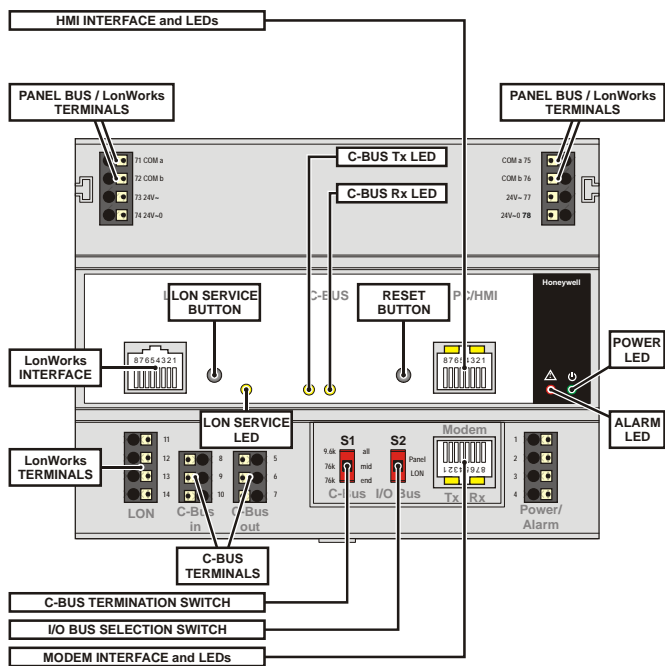 HMI INTERFACE and LEDs
PANEL BUS / LonWorks
TERMINALS
PANEL BUS / LonWorks
TERMINALS
71 COM a
72 COM b
73 24V~
74 24V~0
C-BUS Tx LED
C-BUS Rx LED
COM a 75
COM b 76
24V~ 77
24V~0 78
LON SERVICE
BUTTON
C-BUS
RESET
BUTTON
PC/HMI
Honeywell
87654321
87654321
LonWorks
INTERFACE
POWER
LED
LON SERVICE
LED
ALARM
LED
LonWorks
TERMINALS
11
12
13
14
LON
8
9
10
C-Bus
in
5
6
7
C-Bus
out
S1
9.6k all
76k mid
76k end
C-Bus
S2
Panel
LON
I/O Bus
Modem
87654321
Tx Rx
1
2
3
4
Power/
Alarm
C-BUS
TERMINALS
C-BUS TERMINATION SWITCH
I/O BUS SELECTION SWITCH
MODEM INTERFACE and LEDs